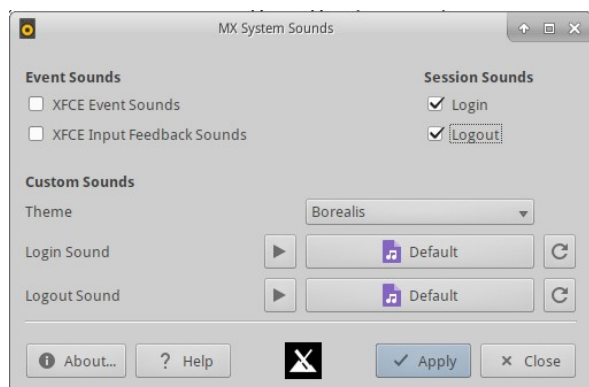 MX System Sounds
Event Sounds
Session Sounds
XFCE Event Sounds
Login
XFCE Input Feedback Sounds
Logout
Custom Sounds
Theme
Borealis
Login Sound
Default
Logout Sound
Default
About...
? Help
Apply
Close